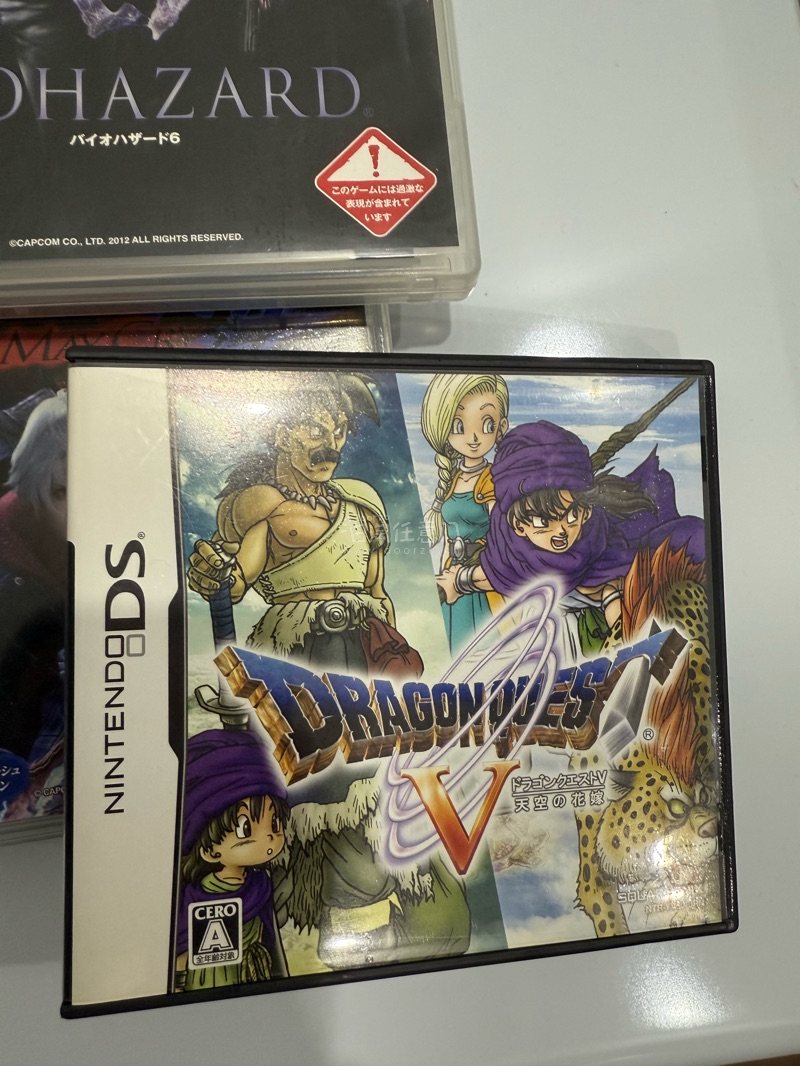 OHAZARD®
バイオハザード6
このゲームには過激な
表現が含まれて
います
©CAPCOM CO., LTD. 2012 ALL RIGHTS RESERVED.
MAY
NINTENDO DS®
DRAGON QUEST®
V
ドラゴンクエストV
天空の花嫁
CERO
A
全年齢対象